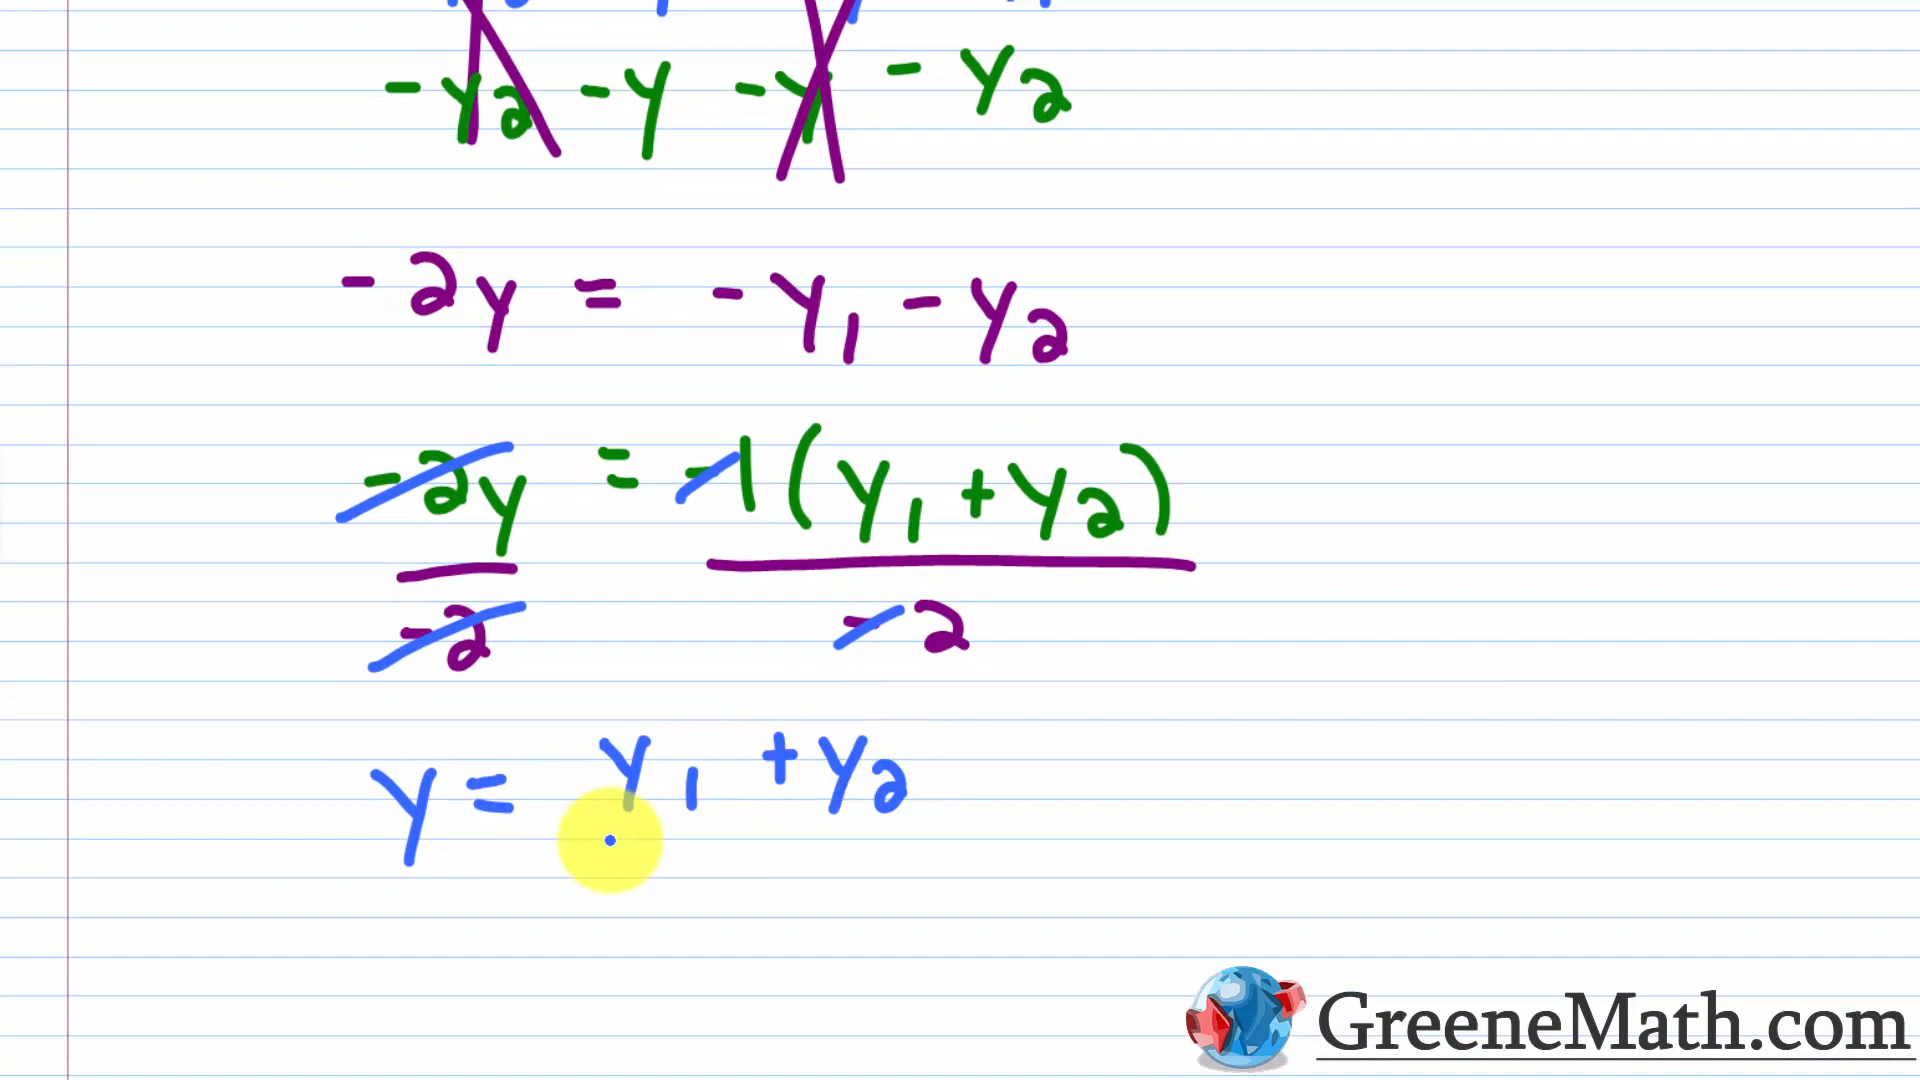 - y2 - y - y - y2
- 2y = - y1 - y2
-2y = -1(y1 + y2)
-2 -2
y = y1 + y2
GreeneMath.com